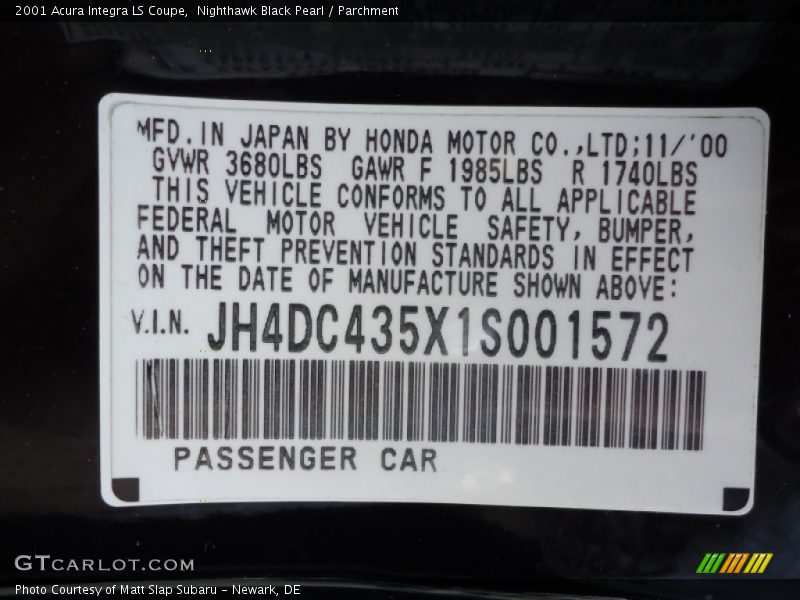 2001 Acura Integra LS Coupe,  Nighthawk Black Pearl / Parchment
MFD.IN JAPAN BY HONDA MOTOR CO.,LTD;11/'00
GVWR 3680LBS GAWR F 1985LBS R 1740LBS
THIS VEHICLE CONFORMS TO ALL APPLICABLE
FEDERAL MOTOR VEHICLE SAFETY, BUMPER,
AND THEFT PREVENTION STANDARDS IN EFFECT
ON THE DATE OF MANUFACTURE SHOWN ABOVE:
V.I.N. JH4DC435X1S001572
PASSENGER CAR
GTCARLOT.COM
Photo Courtesy of Matt Slap Subaru - Newark, DE